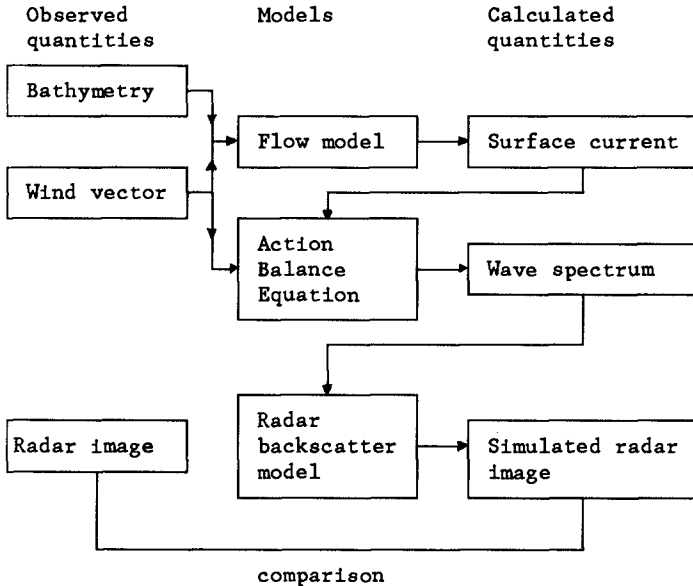 Observed quantities
Models
Calculated quantities
Bathymetry
Flow model
Surface current
Wind vector
Action
Balance
Equation
Wave spectrum
Radar image
Radar
backscatter
model
Simulated radar
image
comparison